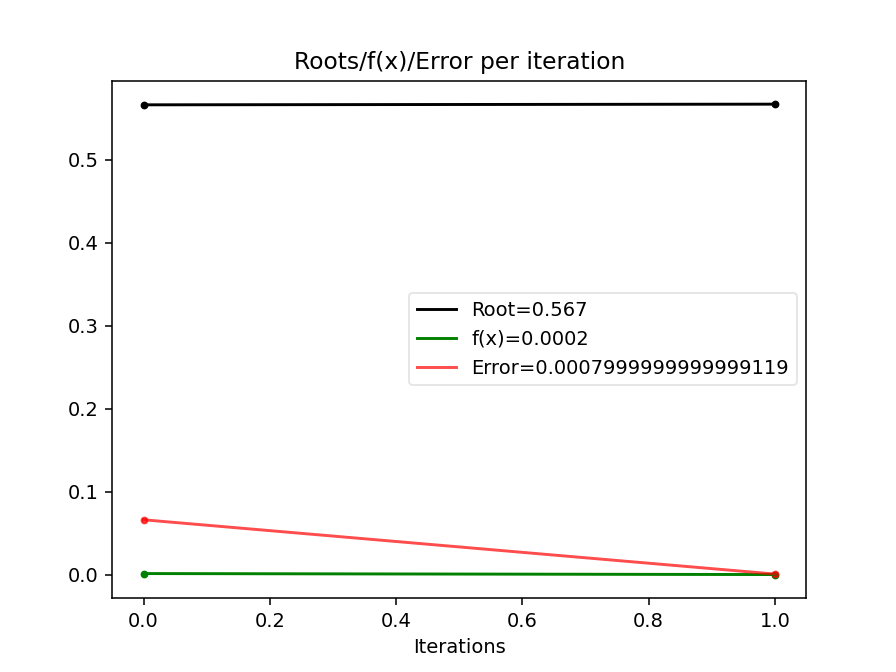 Roots/f(x)/Error per iteration
0.5
0.4
0.3
0.2
0.1
0.0
Root=0.567
f(x)=0.0002
Error=0.0007999999999999119
0.0 0.2 0.4 0.6 0.8 1.0
Iterations